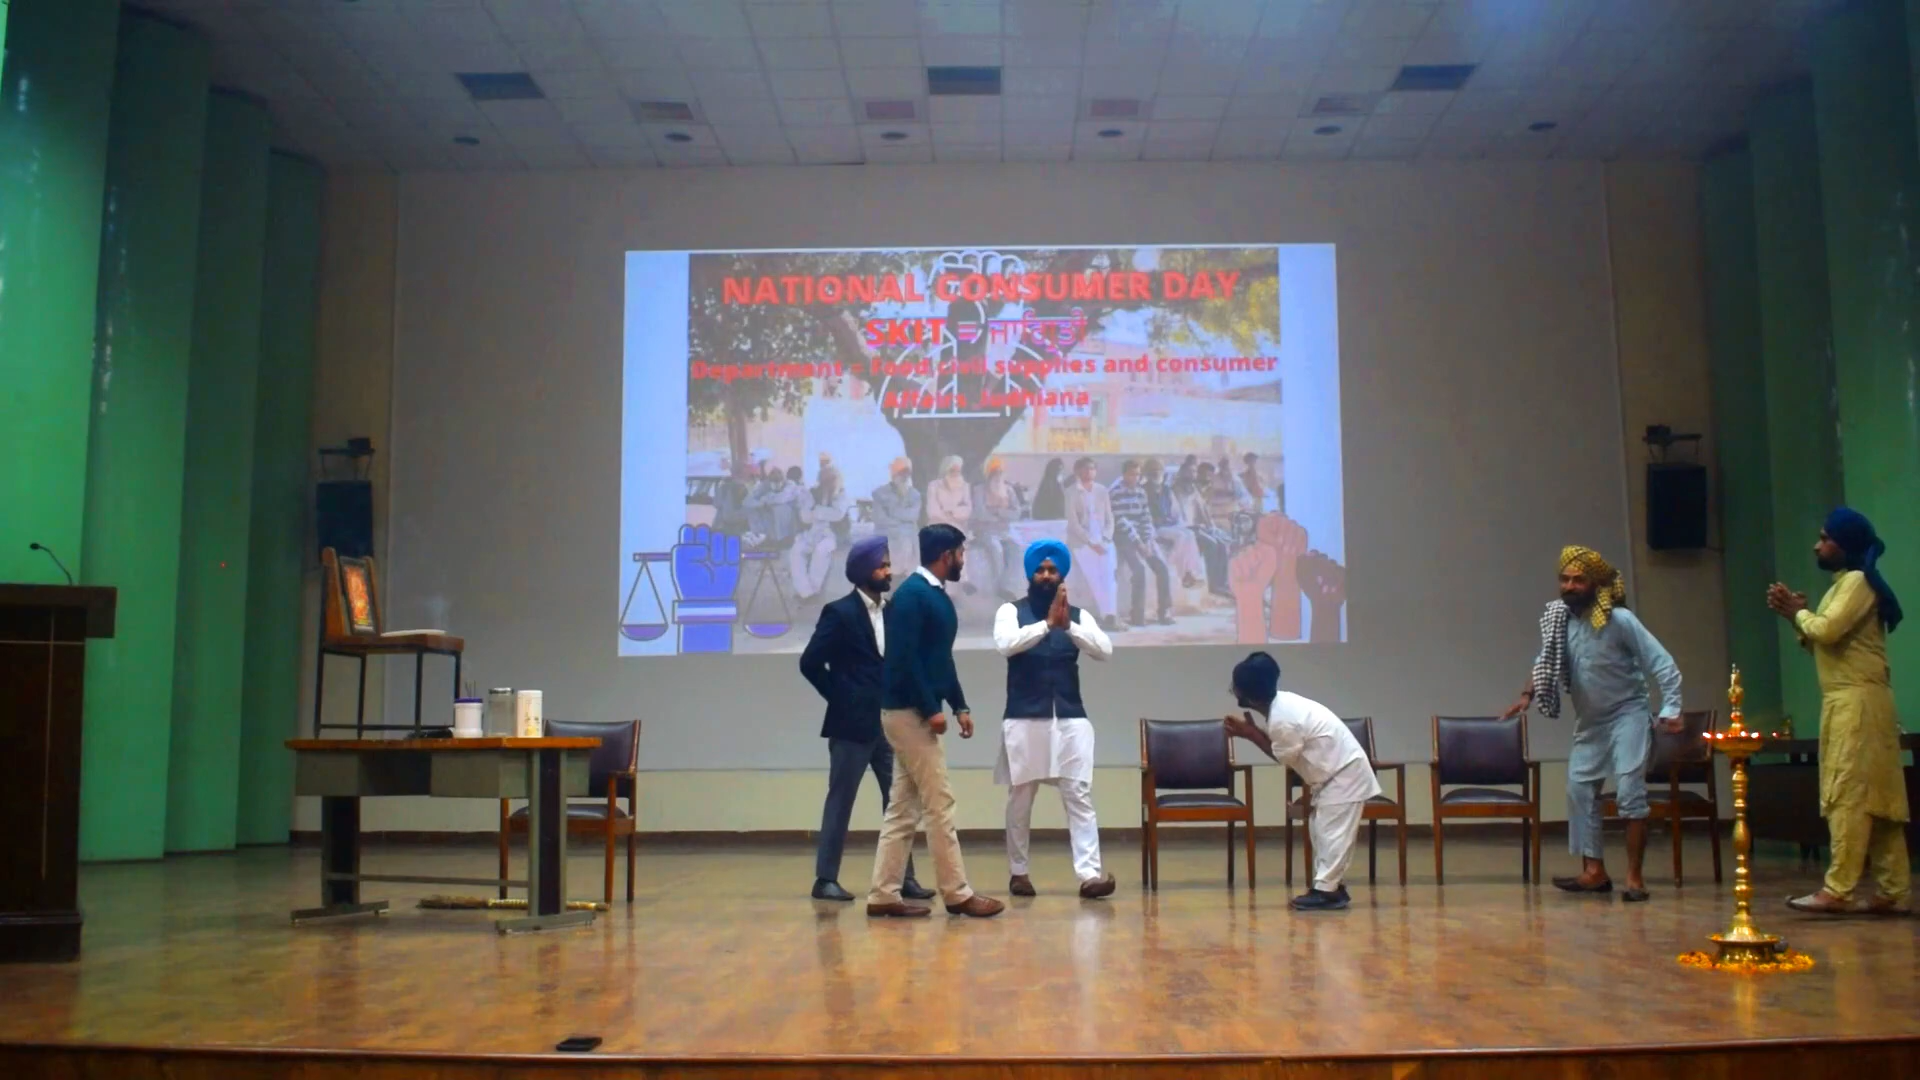 NATIONAL CONSUMER DAY
SKIT = ਜਾਗ੍ਰਿਤੀ
Department = Food civil supplies and consumer
Affairs ludhiana